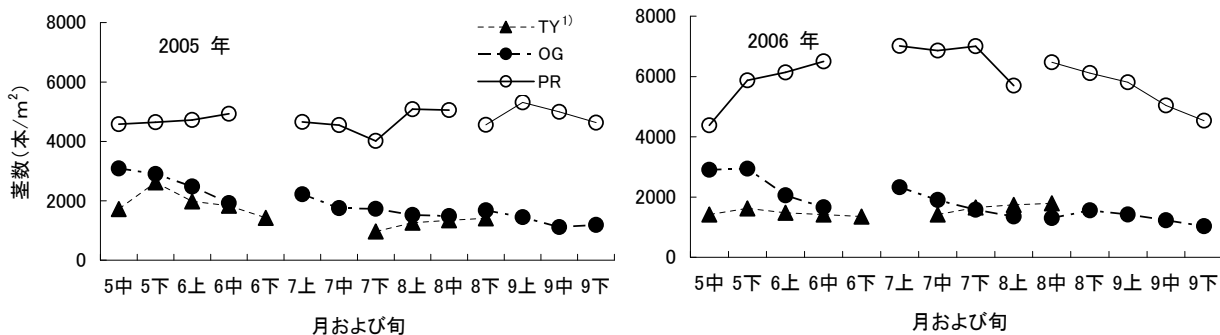 2005 年
TY1)
OG
PR
茎数(本/m2)
8000
6000
4000
2000
0
5中 5下 6上 6中 6下 7上 7中 7下 8上 8中 8下 9上 9中 9下
月および旬
2006 年
8000
6000
4000
2000
0
5中 5下 6上 6中 6下 7上 7中 7下 8上 8中 8下 9上 9中 9下
月および旬